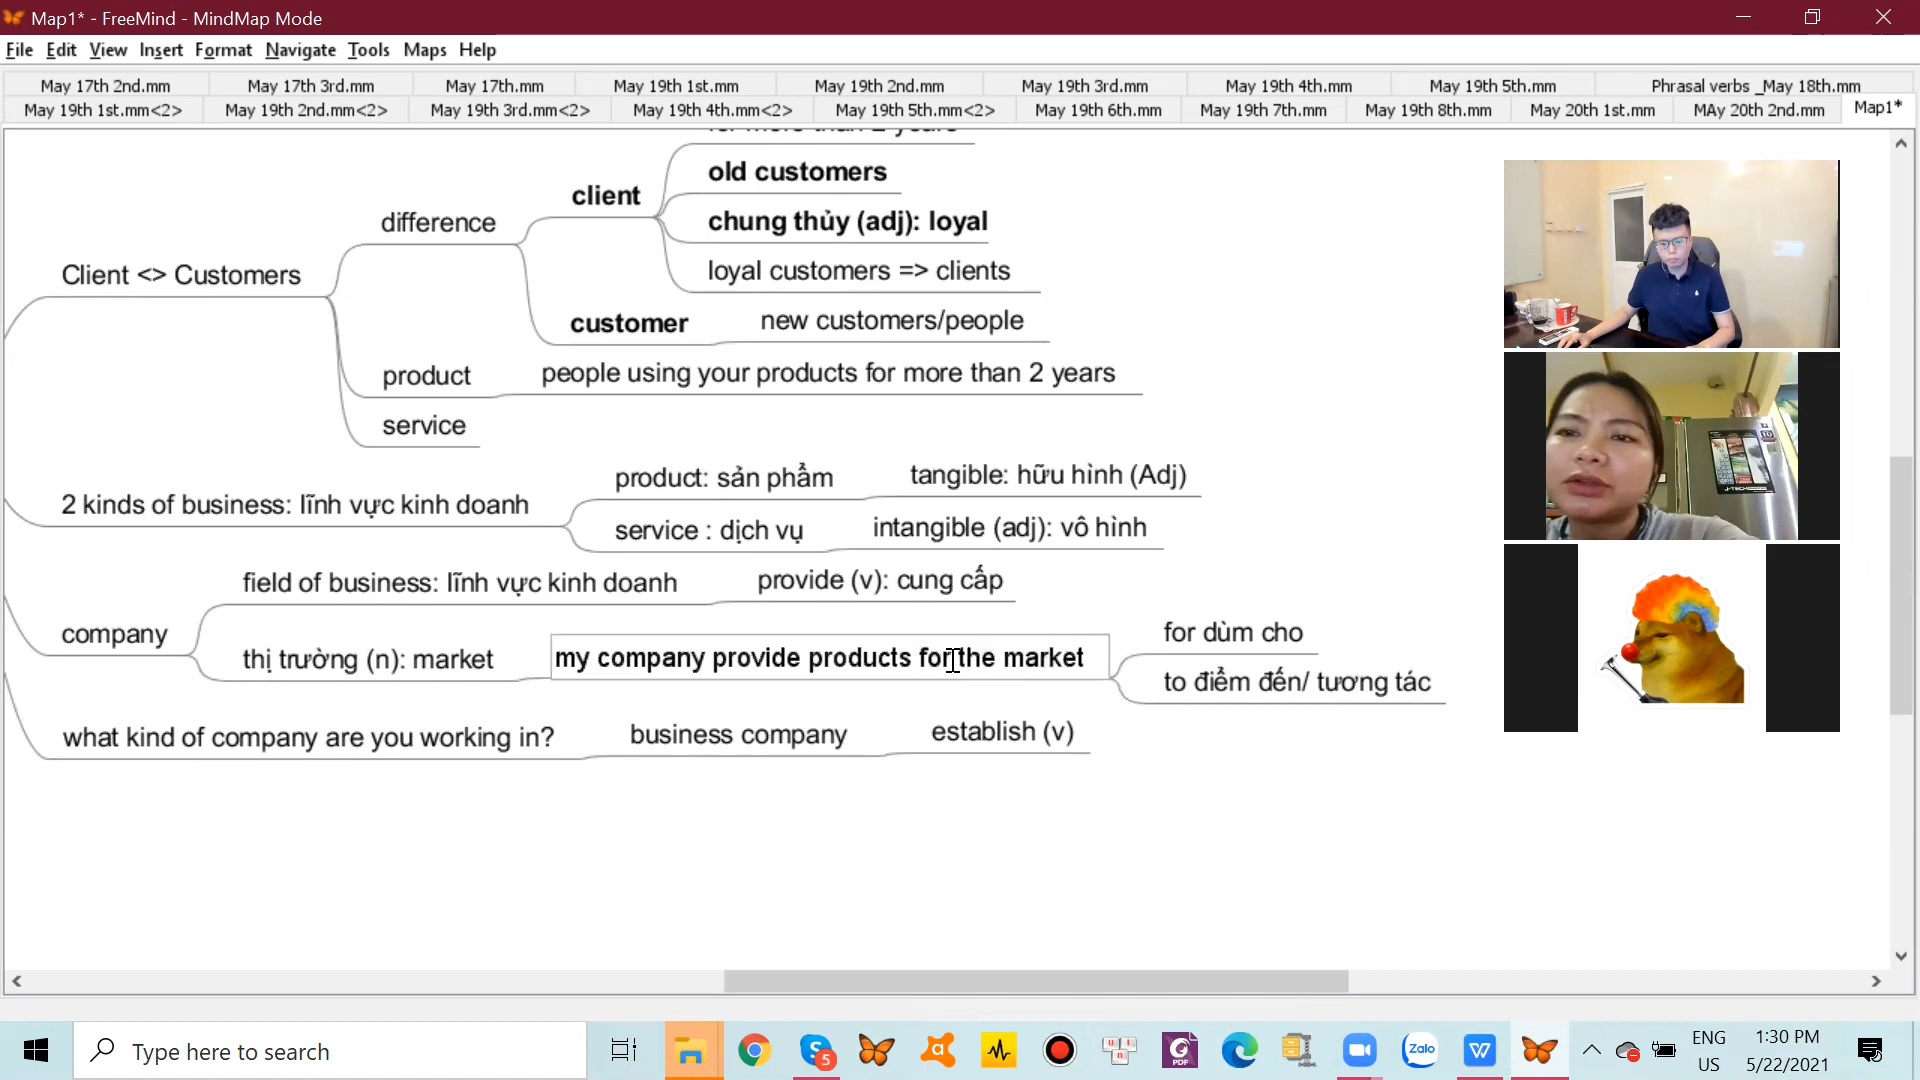 Map1* - FreeMind - MindMap Mode
File Edit View Insert Format Navigate Tools Maps Help
May 17th 2nd.mm May 17th 3rd.mm May 17th.mm May 19th 1st.mm May 19th 2nd.mm May 19th 3rd.mm May 19th 4th.mm May 19th 5th.mm Phrasal verbs _May 18th.mm
May 19th 1st.mm<2> May 19th 2nd.mm<2> May 19th 3rd.mm<2> May 19th 4th.mm<2> May 19th 5th.mm<2> May 19th 6th.mm May 19th 7th.mm May 19th 8th.mm May 20th 1st.mm MAy 20th 2nd.mm Map1*
for more than 2 years
old customers
client
chung thủy (adj): loyal
difference
loyal customers => clients
Client <> Customers
customer new customers/people
product people using your products for more than 2 years
service
product: sản phẩm tangible: hữu hình (Adj)
2 kinds of business: lĩnh vực kinh doanh
service : dịch vụ intangible (adj): vô hình
field of business: lĩnh vực kinh doanh provide (v): cung cấp
company
for dùm cho
thị trường (n): market my company provide products for the market
to điểm đến/ tương tác
what kind of company are you working in? business company establish (v)
J-TECH
Type here to search
5
PDF
Zalo
ENG
US
1:30 PM
5/22/2021